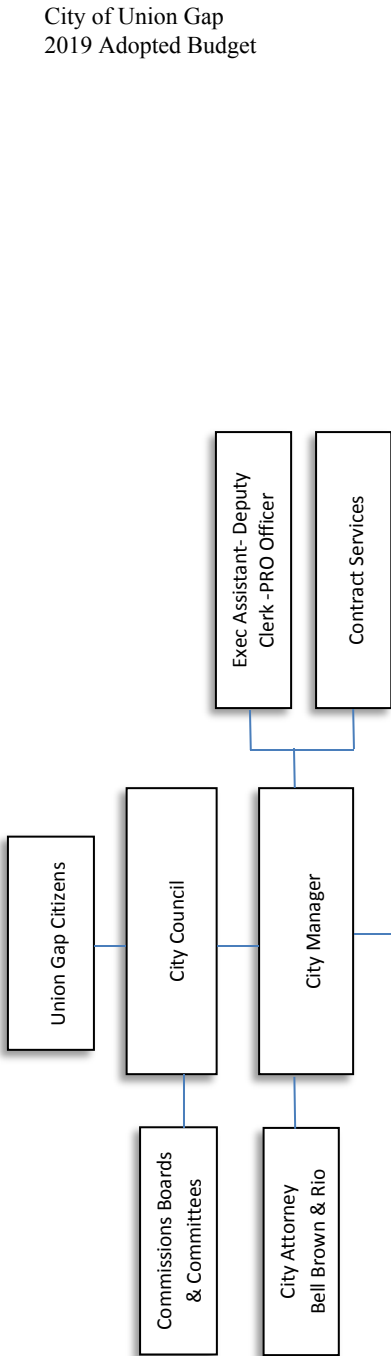 City of Union Gap
2019 Adopted Budget
Union Gap Citizens
Commissions Boards
& Committees
City Council
City Attorney
Bell Brown & Rio
City Manager
Exec Assistant- Deputy
Clerk -PRO Officer
Contract Services